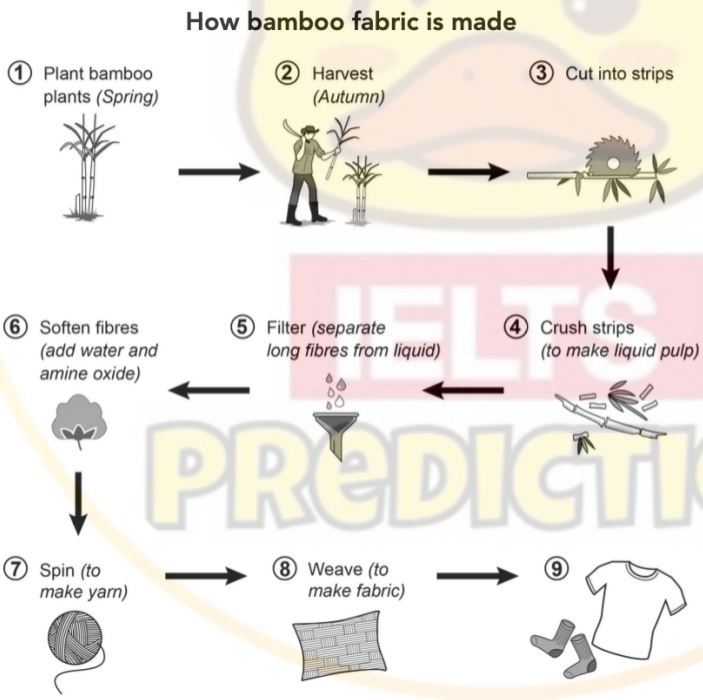 How bamboo fabric is made
① Plant bamboo
plants (Spring)
② Harvest
(Autumn)
③ Cut into strips
④ Crush strips
(to make liquid pulp)
⑤ Filter (separate
long fibres from liquid)
⑥ Soften fibres
(add water and
amine oxide)
⑦ Spin (to
make yarn)
⑧ Weave (to
make fabric)
⑨
IELTS
PReDICTI